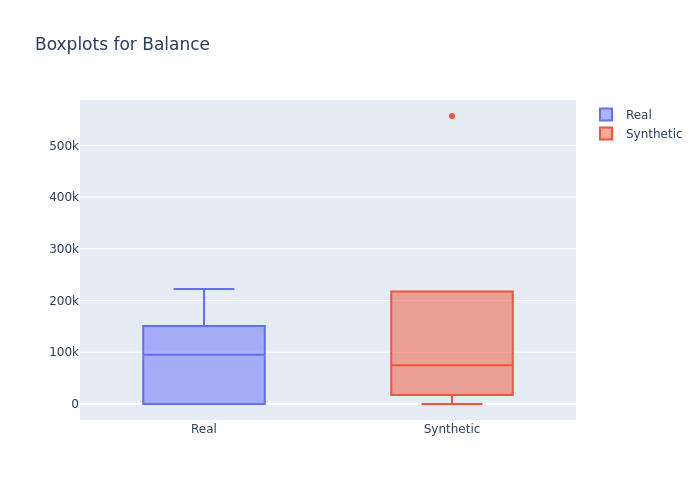 Boxplots for Balance
Real
Synthetic
500k
400k
300k
200k
100k
0
Real
Synthetic